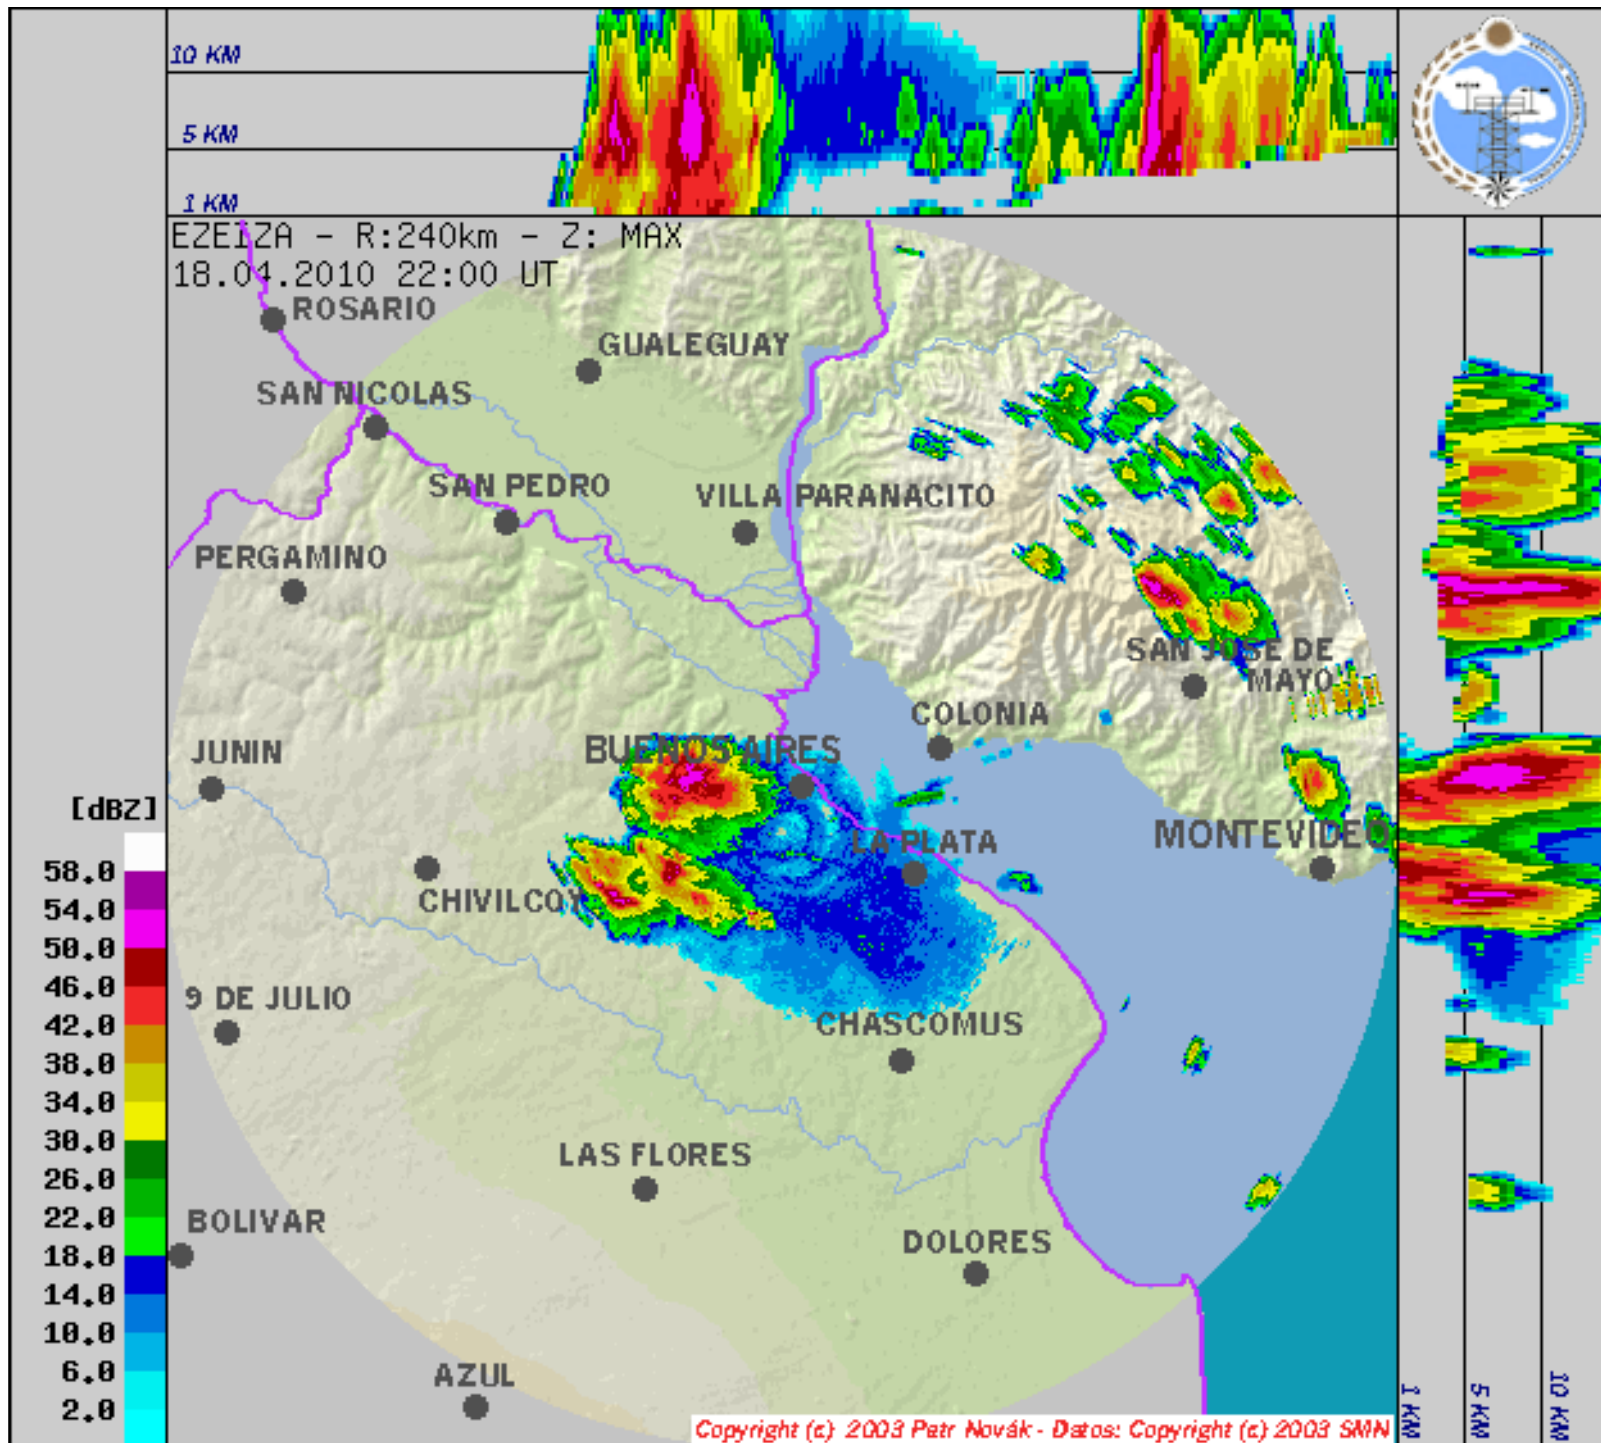 10 KM
5 KM
1 KM
EZEIZA - R:240km - Z: MAX
18.04.2010 22:00 UT
ROSARIO
GUALEGUAY
SAN NICOLAS
SAN PEDRO
VILLA PARANACITO
PERGAMINO
SAN JOSE DE
MAYO
COLONIA
BUENOS AIRES
JUNIN
[dBZ]
MONTEVIDEO
LA PLATA
CHIVILCOY
58.0
54.0
50.0
46.0
42.0
38.0
34.0
30.0
26.0
22.0
18.0
14.0
10.0
6.0
2.0
9 DE JULIO
CHASCOMUS
LAS FLORES
BOLIVAR
DOLORES
AZUL
1 KM
5 KM
10 KM
Copyright (c) 2003 Petr Novák - Datos: Copyright (c) 2003 SMN